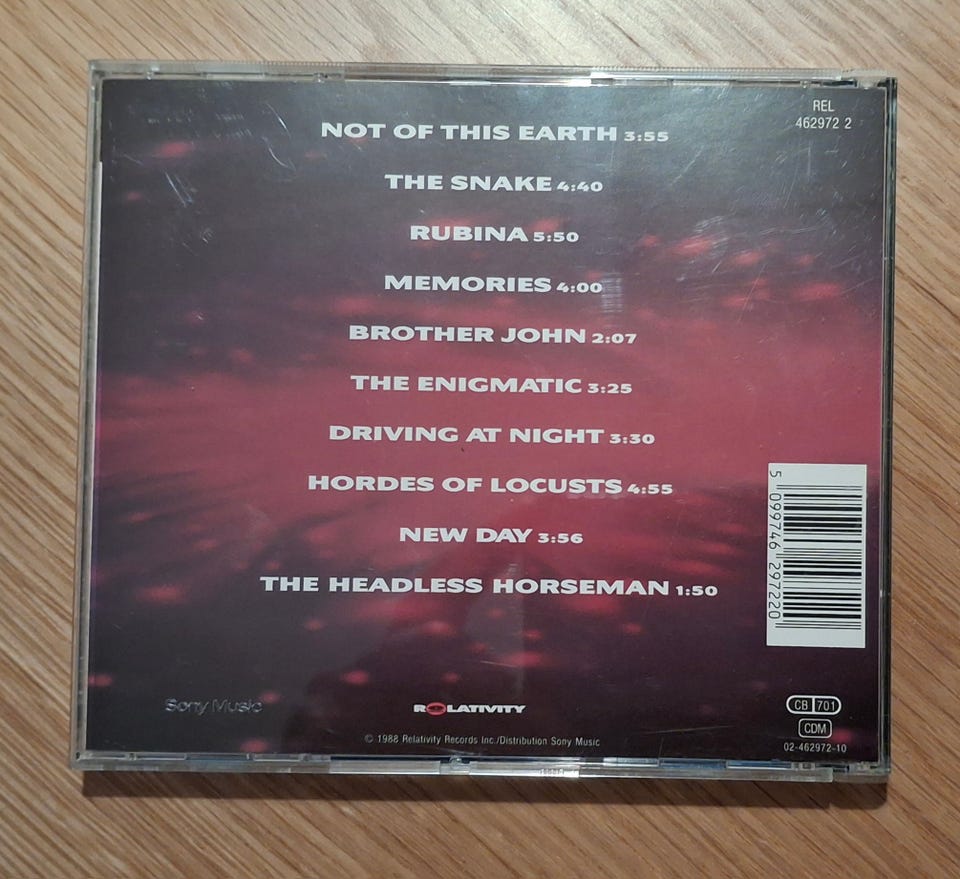 REL
462972 2
NOT OF THIS EARTH 3:55
THE SNAKE 4:40
RUBINA 5:50
MEMORIES 4:00
BROTHER JOHN 2:07
THE ENIGMATIC 3:25
DRIVING AT NIGHT 3:30
HORDES OF LOCUSTS 4:55
NEW DAY 3:56
THE HEADLESS HORSEMAN 1:50
5 099746 297220
Sony Music
RELATIVITY
© 1988 Relativity Records Inc./Distribution Sony Music
CB 701
CDM
02-462972-10